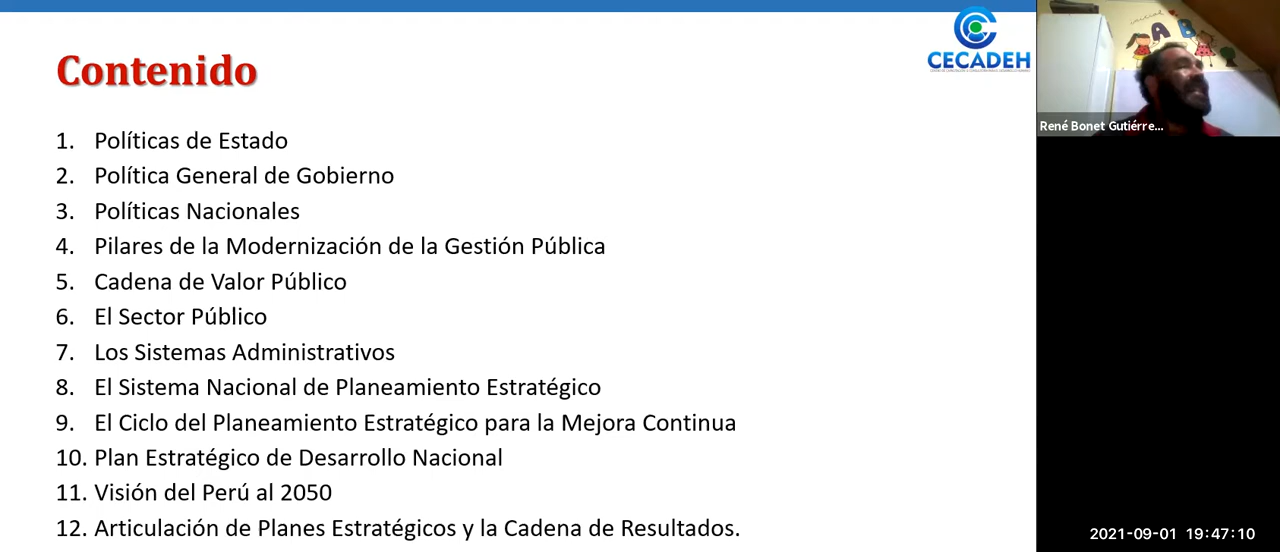 Contenido
CECADEH
1. Políticas de Estado
2. Política General de Gobierno
3. Políticas Nacionales
4. Pilares de la Modernización de la Gestión Pública
5. Cadena de Valor Público
6. El Sector Público
7. Los Sistemas Administrativos
8. El Sistema Nacional de Planeamiento Estratégico
9. El Ciclo del Planeamiento Estratégico para la Mejora Continua
10. Plan Estratégico de Desarrollo Nacional
11. Visión del Perú al 2050
12. Articulación de Planes Estratégicos y la Cadena de Resultados.
A B
René Bonet Gutiérre...
2021-09-01 19:47:10